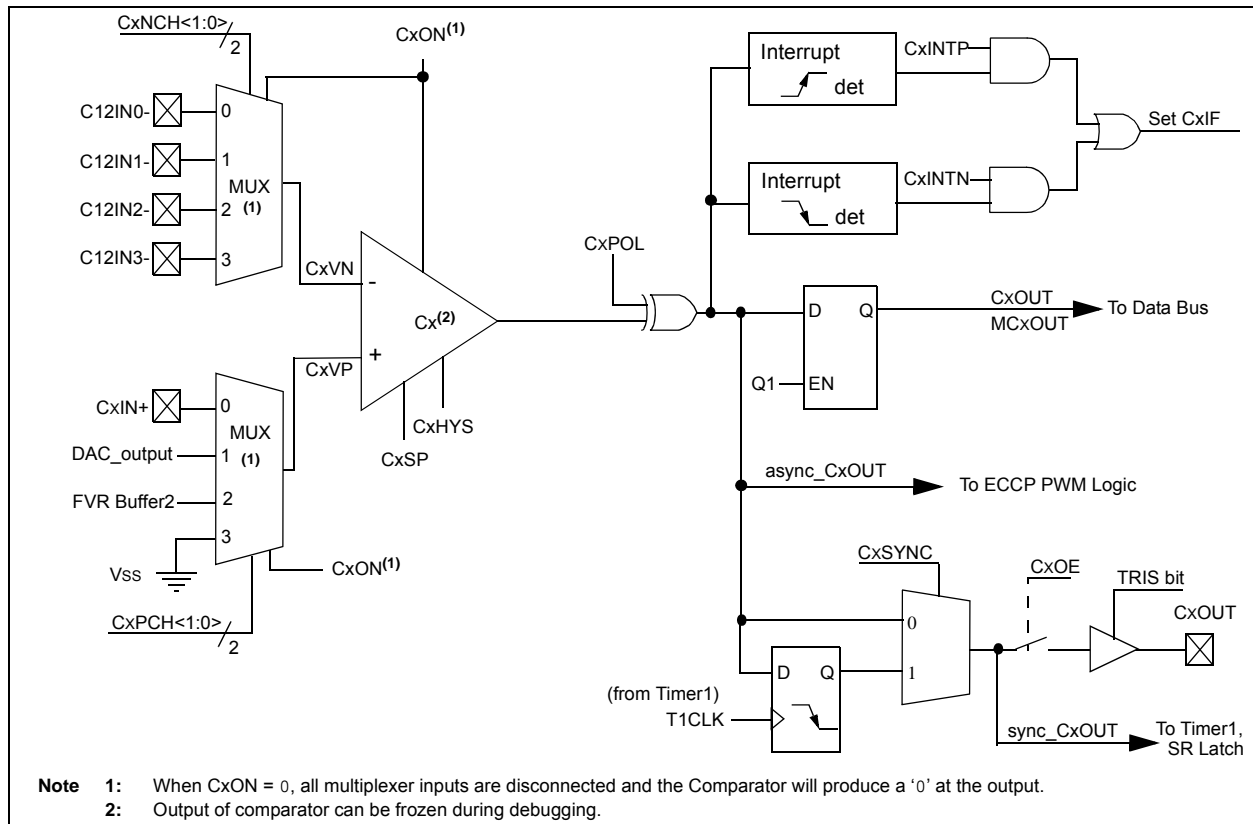 CxNCH<1:0>
2
CxON(1)
C12IN0-
0
C12IN1-
1
MUX
(1)
C12IN2-
2
C12IN3-
3
CxVN
-
Cx(2)
+
CxVP
CxHYS
CxSP
CxIN+
0
MUX
(1)
DAC_output
1
FVR Buffer2
2
3
Vss
CxON(1)
CxPCH<1:0>
2
CxPOL
Interrupt
det
CxINTP
Interrupt
det
CxINTN
Set CxIF
D Q
Q1
EN
CxOUT
MCxOUT
To Data Bus
async_CxOUT
To ECCP PWM Logic
CxSYNC
0
1
D Q
(from Timer1)
T1CLK
CxOE
TRIS bit
CxOUT
sync_CxOUT
To Timer1,
SR Latch
Note 1: When CxON = 0, all multiplexer inputs are disconnected and the Comparator will produce a ‘0’ at the output.
2: Output of comparator can be frozen during debugging.